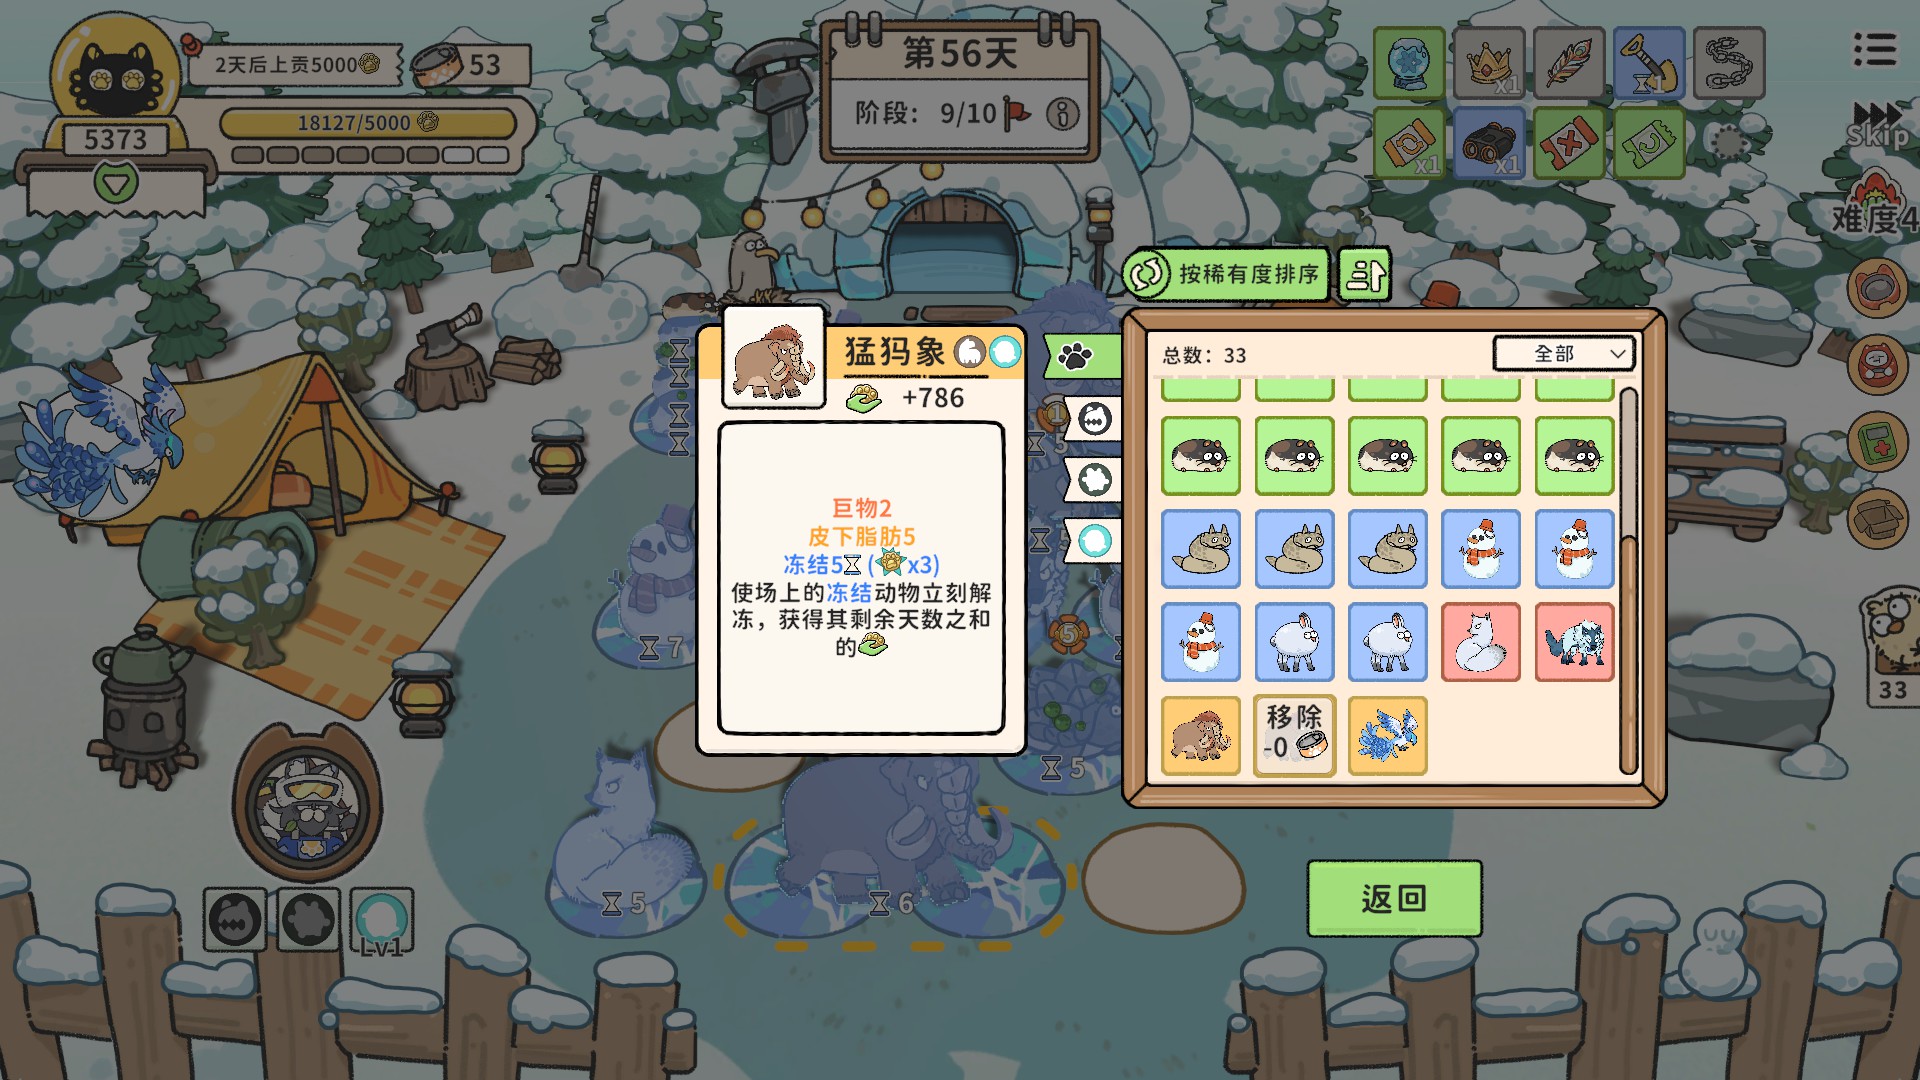 2天后上贡5000
53
5373
18127/5000
第56天
阶段：9/10
x1
1
x1
x1
Skip
难度4
33
按稀有度排序
总数：33
全部
移除
-0
猛犸象
+786
巨物2
皮下脂肪5
冻结5(x3)
使场上的冻结动物立刻解
冻，获得其剩余天数之和
的
1
5
7
5
5
6
Lv1
返回